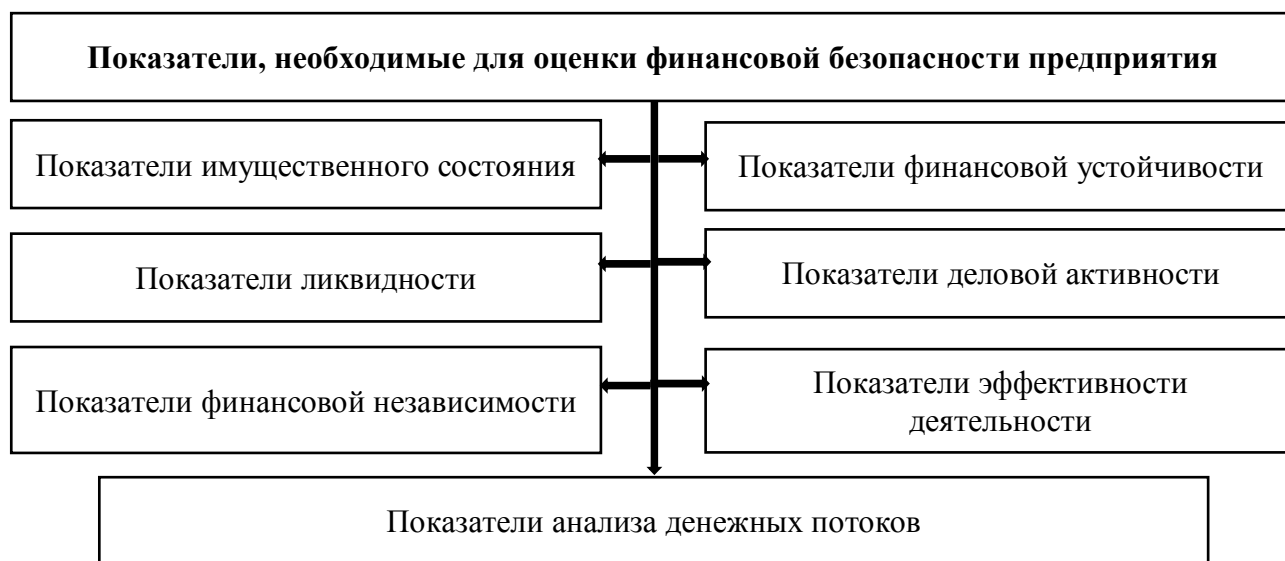 Показатели, необходимые для оценки финансовой безопасности предприятия
Показатели имущественного состояния
Показатели финансовой устойчивости
Показатели ликвидности
Показатели деловой активности
Показатели финансовой независимости
Показатели эффективности
деятельности
Показатели анализа денежных потоков